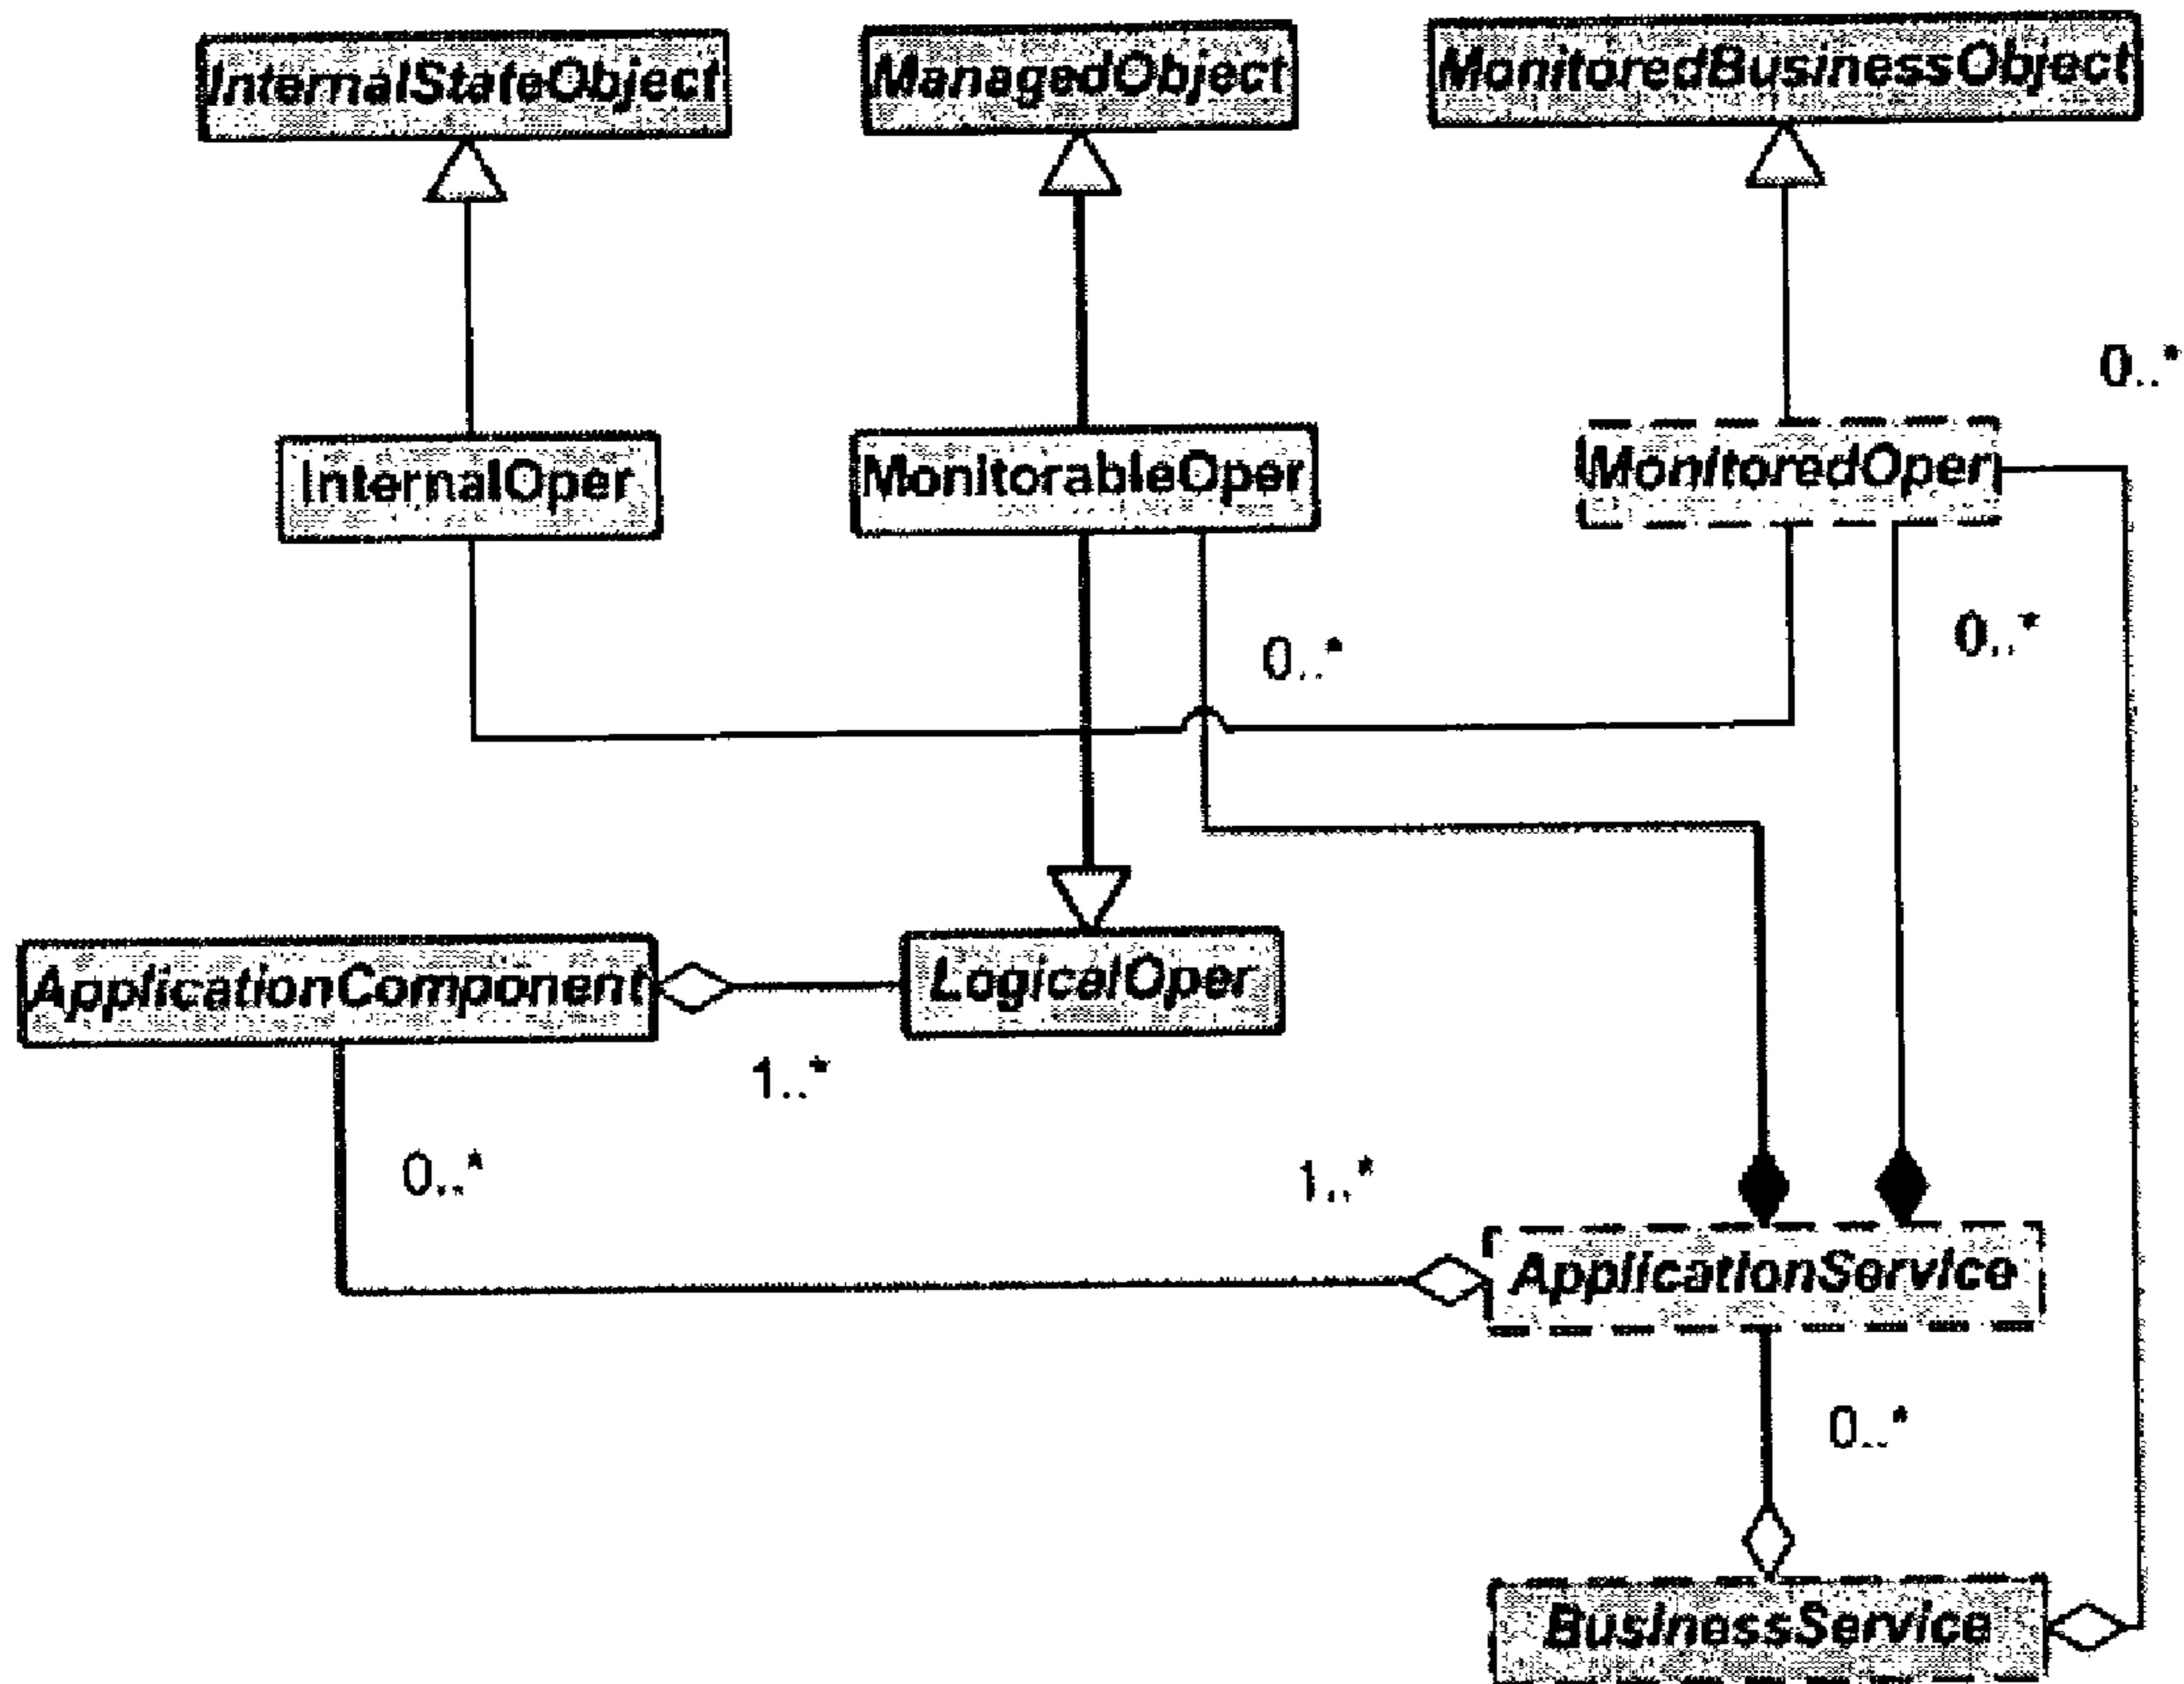 InternalStateObject
ManagedObject
MonitoredBusinessObject
0..*
InternalOper
MonitorableOper
MonitoredOper
0..*
0..*
ApplicationComponent
LogicalOper
1..*
0..*
1..*
ApplicationService
0..*
BusinessService